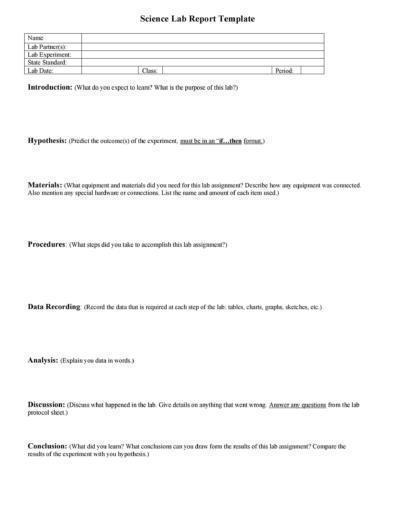 Science Lab Report Template
Name
Lab Partner(s):
Lab Experiment:
State Standard:
Lab Date: Class: Period:
Introduction: (What do you expect to learn? What is the purpose of this lab?)
Hypothesis: (Predict the outcome(s) of the experiment, must be in an "if…then format.)
Materials: (What equipment and materials did you need for this lab assignment? Describe how any equipment was connected.
Also mention any special hardware or connections. List the name and amount of each item used.)
Procedures: (What steps did you take to accomplish this lab assignment?)
Data Recording: (Record the data that is required at each step of the lab: tables, charts, graphs, sketches, etc.)
Analysis: (Explain you data in words.)
Discussion: (Discuss what happened in the lab. Give details on anything that went wrong. Answer any questions from the lab
protocol sheet.)
Conclusion: (What did you learn? What conclusions can you draw form the results of this lab assignment? Compare the
results of the experiment with you hypothesis.)